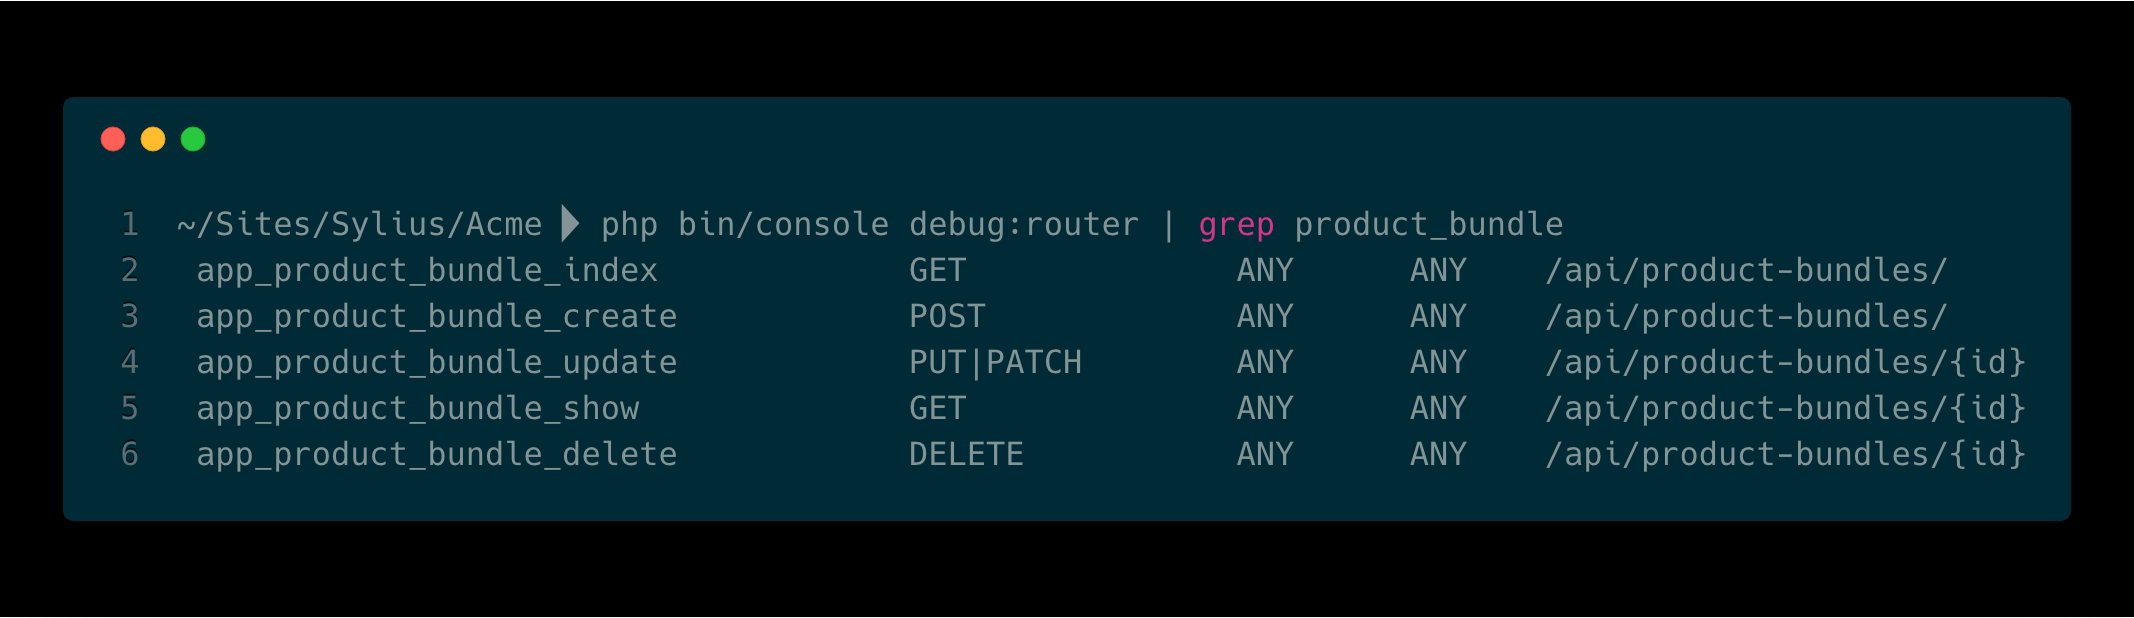 1 ~/Sites/Sylius/Acme ▶ php bin/console debug:router | grep product_bundle
2 app_product_bundle_index GET ANY ANY /api/product-bundles/
3 app_product_bundle_create POST ANY ANY /api/product-bundles/
4 app_product_bundle_update PUT|PATCH ANY ANY /api/product-bundles/{id}
5 app_product_bundle_show GET ANY ANY /api/product-bundles/{id}
6 app_product_bundle_delete DELETE ANY ANY /api/product-bundles/{id}